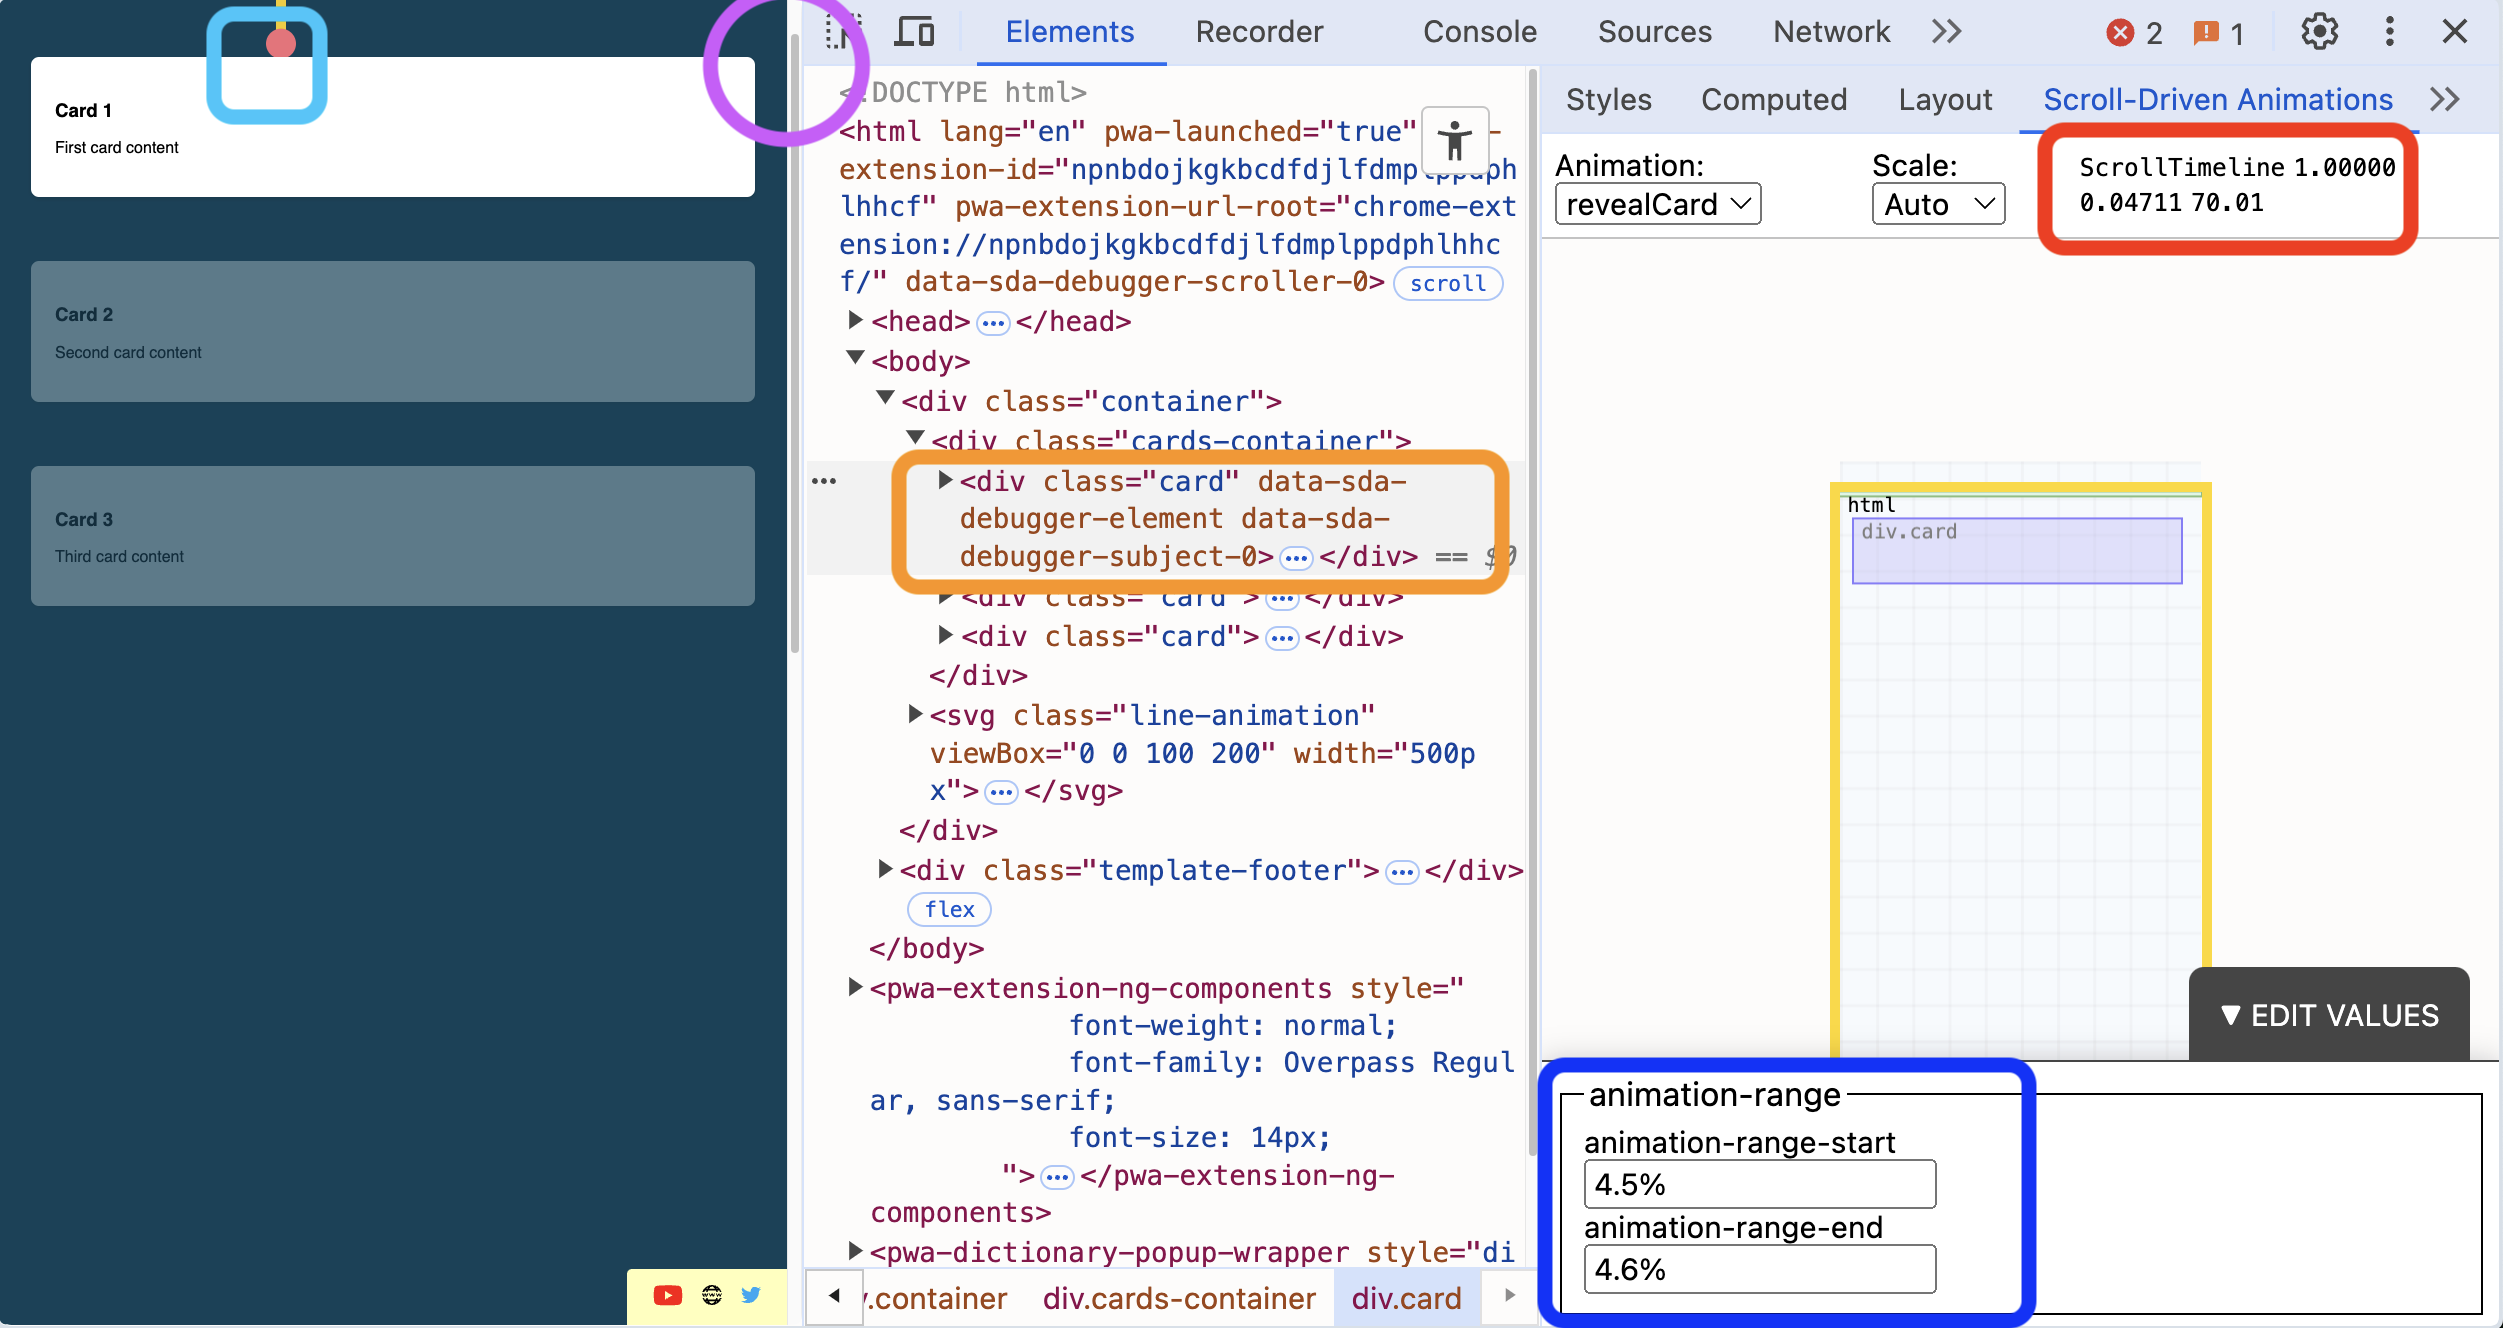 Card 1
First card content
Card 2
Second card content
Card 3
Third card content
Elements
Recorder
Console
Sources
Network
2
1
<!DOCTYPE html>
<html lang="en" pwa-launched="true"
extension-id="npnbdojkgkbcdfdjlfdmplppdph
lhhcf" pwa-extension-url-root="chrome-ext
ension://npnbdojkgkbcdfdjlfdmplppdphlhhc
f/" data-sda-debugger-scroller-0> scroll
<head> ••• </head>
<body>
<div class="container">
<div class="cards-container">
••• <div class="card" data-sda-
debugger-element data-sda-
debugger-subject-0> ••• </div> == $0
<div class="card"> ••• </div>
<div class="card"> ••• </div>
</div>
<svg class="line-animation"
viewBox="0 0 100 200" width="500p
x"> ••• </svg>
</div>
<div class="template-footer"> ••• </div>
flex
</body>
<pwa-extension-ng-components style="
font-weight: normal;
font-family: Overpass Regul
ar, sans-serif;
font-size: 14px;
"> ••• </pwa-extension-ng-
components>
<pwa-dictionary-popup-wrapper style="di
.container
div.cards-container
div.card
Styles
Computed
Layout
Scroll-Driven Animations
Animation:
revealCard
Scale:
Auto
ScrollTimeline 1.00000
0.04711 70.01
html
div.card
EDIT VALUES
animation-range
animation-range-start
4.5%
animation-range-end
4.6%